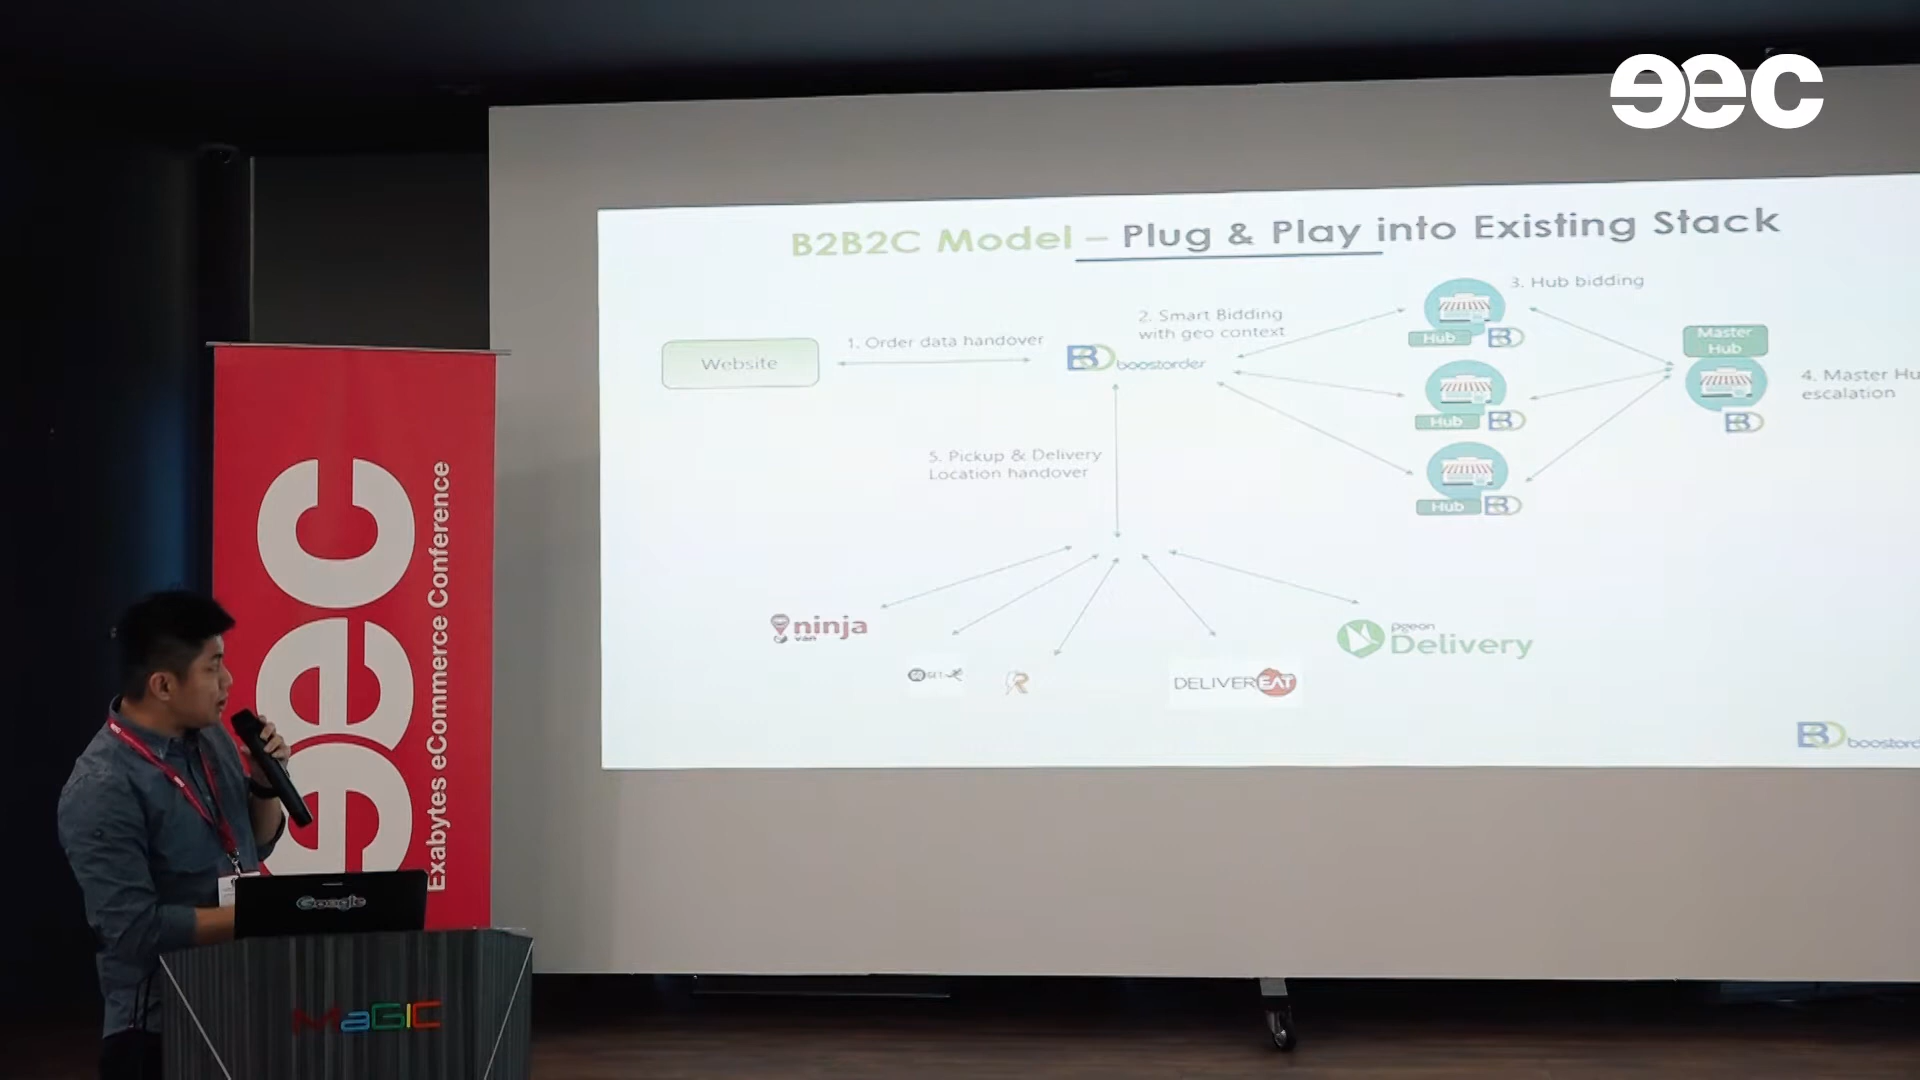 eec
B2B2C Model – Plug & Play into Existing Stack
Website
1. Order data handover
boostorder
2. Smart Bidding
with geo context
3. Hub bidding
Hub
Hub
Hub
Master
Hub
4. Master Hu
escalation
5. Pickup & Delivery
Location handover
ninja
van
R
DELIVEREAT
pgeon
Delivery
boostord
eec
Exabytes eCommerce Conference
Google
MaGIC